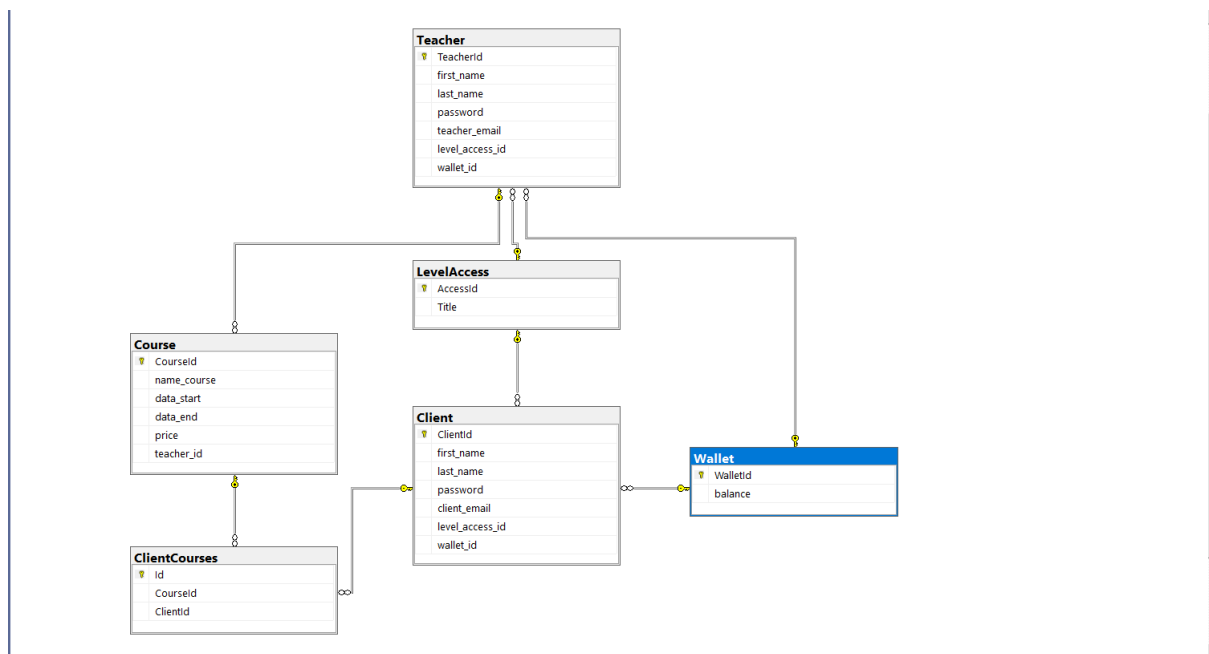 Teacher
TeacherId
first_name
last_name
password
teacher_email
level_access_id
wallet_id
LevelAccess
AccessId
Title
Course
CourseId
name_course
data_start
data_end
price
teacher_id
Client
ClientId
first_name
last_name
password
client_email
level_access_id
wallet_id
Wallet
WalletId
balance
ClientCourses
Id
CourseId
ClientId